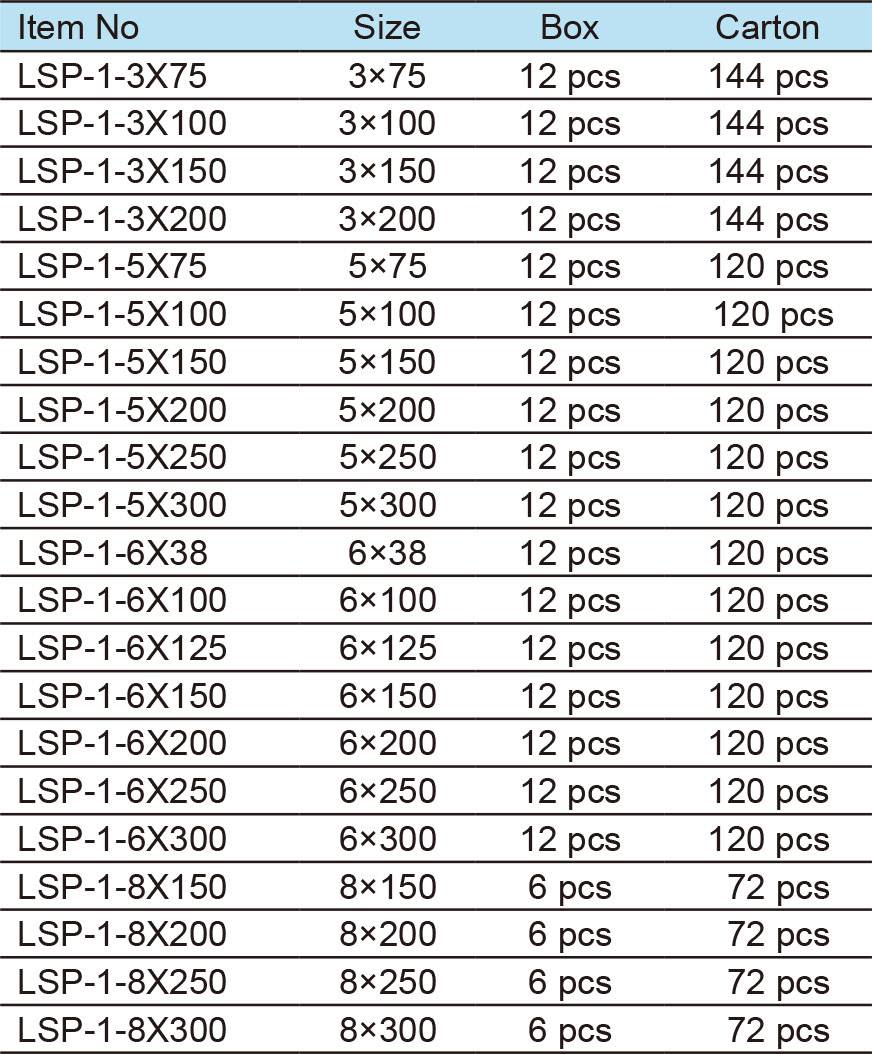 Item No Size Box Carton
LSP-1-3X75 3×75 12 pcs 144 pcs
LSP-1-3X100 3×100 12 pcs 144 pcs
LSP-1-3X150 3×150 12 pcs 144 pcs
LSP-1-3X200 3×200 12 pcs 144 pcs
LSP-1-5X75 5×75 12 pcs 120 pcs
LSP-1-5X100 5×100 12 pcs 120 pcs
LSP-1-5X150 5×150 12 pcs 120 pcs
LSP-1-5X200 5×200 12 pcs 120 pcs
LSP-1-5X250 5×250 12 pcs 120 pcs
LSP-1-5X300 5×300 12 pcs 120 pcs
LSP-1-6X38 6×38 12 pcs 120 pcs
LSP-1-6X100 6×100 12 pcs 120 pcs
LSP-1-6X125 6×125 12 pcs 120 pcs
LSP-1-6X150 6×150 12 pcs 120 pcs
LSP-1-6X200 6×200 12 pcs 120 pcs
LSP-1-6X250 6×250 12 pcs 120 pcs
LSP-1-6X300 6×300 12 pcs 120 pcs
LSP-1-8X150 8×150 6 pcs 72 pcs
LSP-1-8X200 8×200 6 pcs 72 pcs
LSP-1-8X250 8×250 6 pcs 72 pcs
LSP-1-8X300 8×300 6 pcs 72 pcs